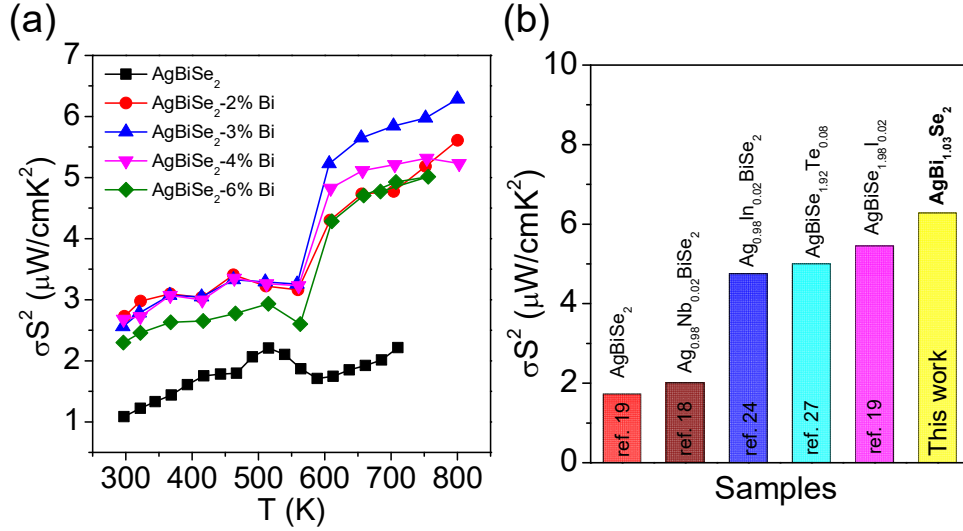 (a)
7
6
5
4
3
2
1
σS² (μW/cmK²)
AgBiSe₂
AgBiSe₂-2% Bi
AgBiSe₂-3% Bi
AgBiSe₂-4% Bi
AgBiSe₂-6% Bi
300 400 500 600 700 800
T (K)
(b)
10
8
6
4
2
0
σS² (μW/cmK²)
AgBiSe₂
ref. 19
Ag₀.₉₈Nb₀.₀₂BiSe₂
ref. 18
Ag₀.₉₈In₀.₀₂BiSe₂
ref. 24
AgBiSe₁.₉₂Te₀.₀₈
ref. 27
AgBiSe₁.₉₈I₀.₀₂
ref. 19
AgBi₁.₀₃Se₂
This work
Samples